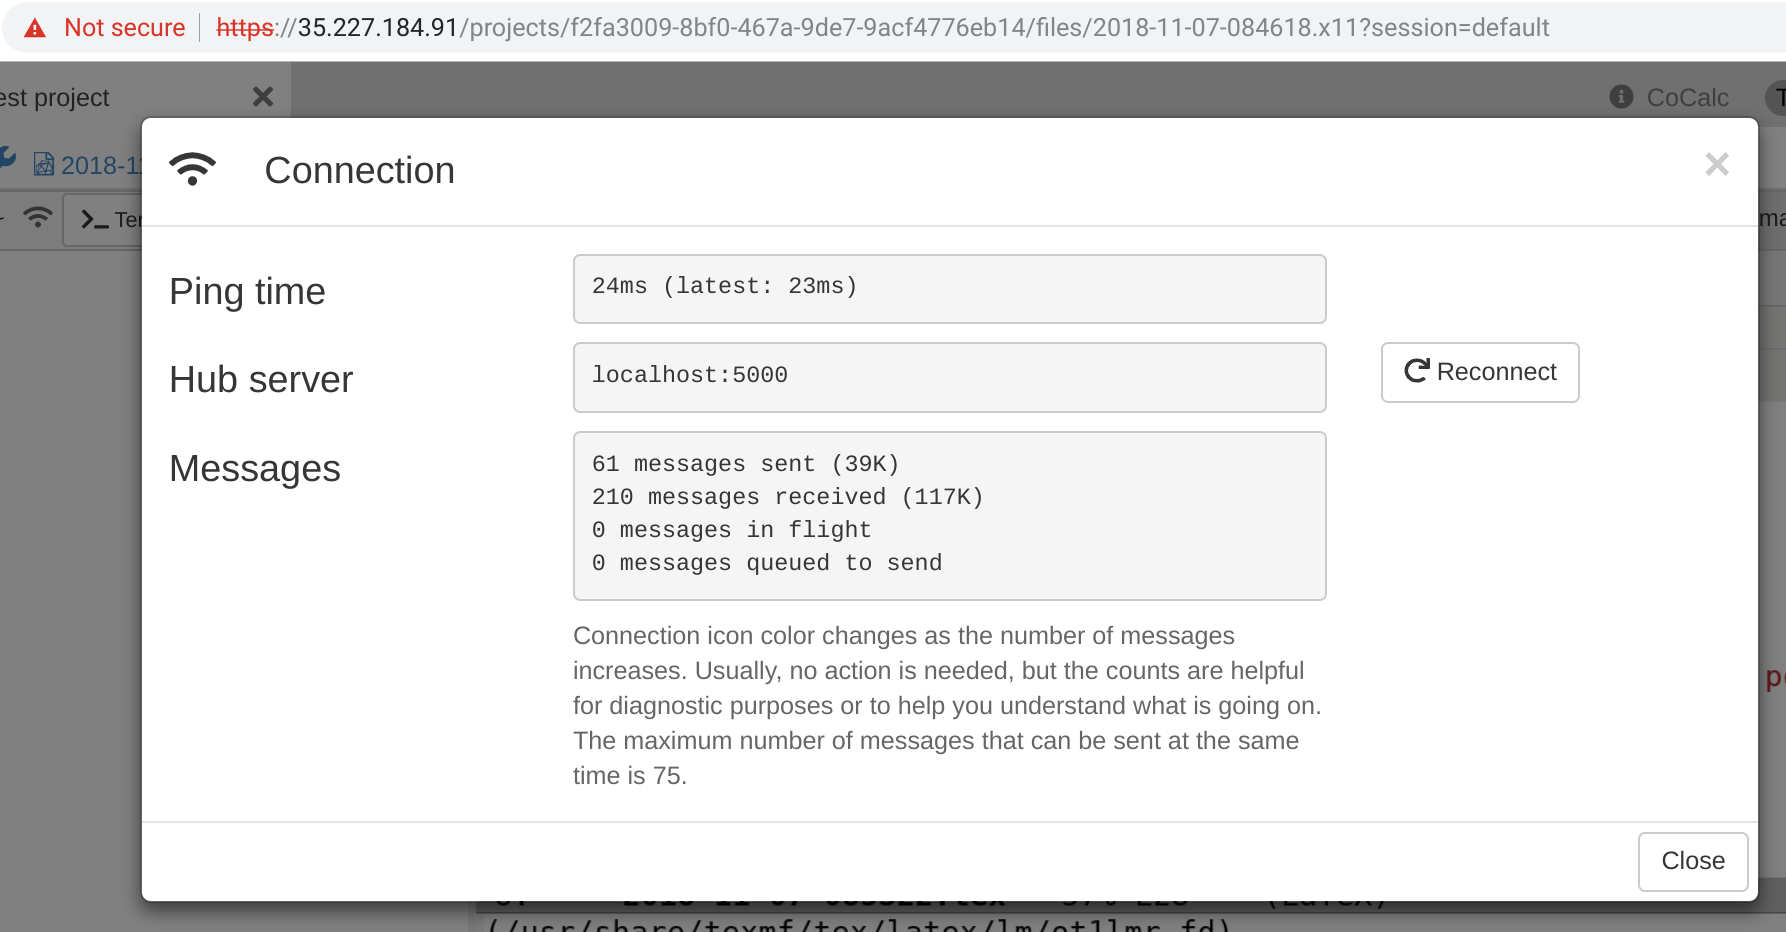 Not secure https://35.227.184.91/projects/f2fa3009-8bf0-467a-9de7-9acf4776eb14/files/2018-11-07-084618.x11?session=default
est project
CoCalc
2018-11
Connection
Ter
ma
Ping time
24ms (latest: 23ms)
Hub server
localhost:5000
Reconnect
Messages
61 messages sent (39K)
210 messages received (117K)
0 messages in flight
0 messages queued to send
Connection icon color changes as the number of messages
increases. Usually, no action is needed, but the counts are helpful
for diagnostic purposes or to help you understand what is going on.
The maximum number of messages that can be sent at the same
time is 75.
Close
(/usr/share/texmf/tex/latex/lm/ot1lmr.fd)